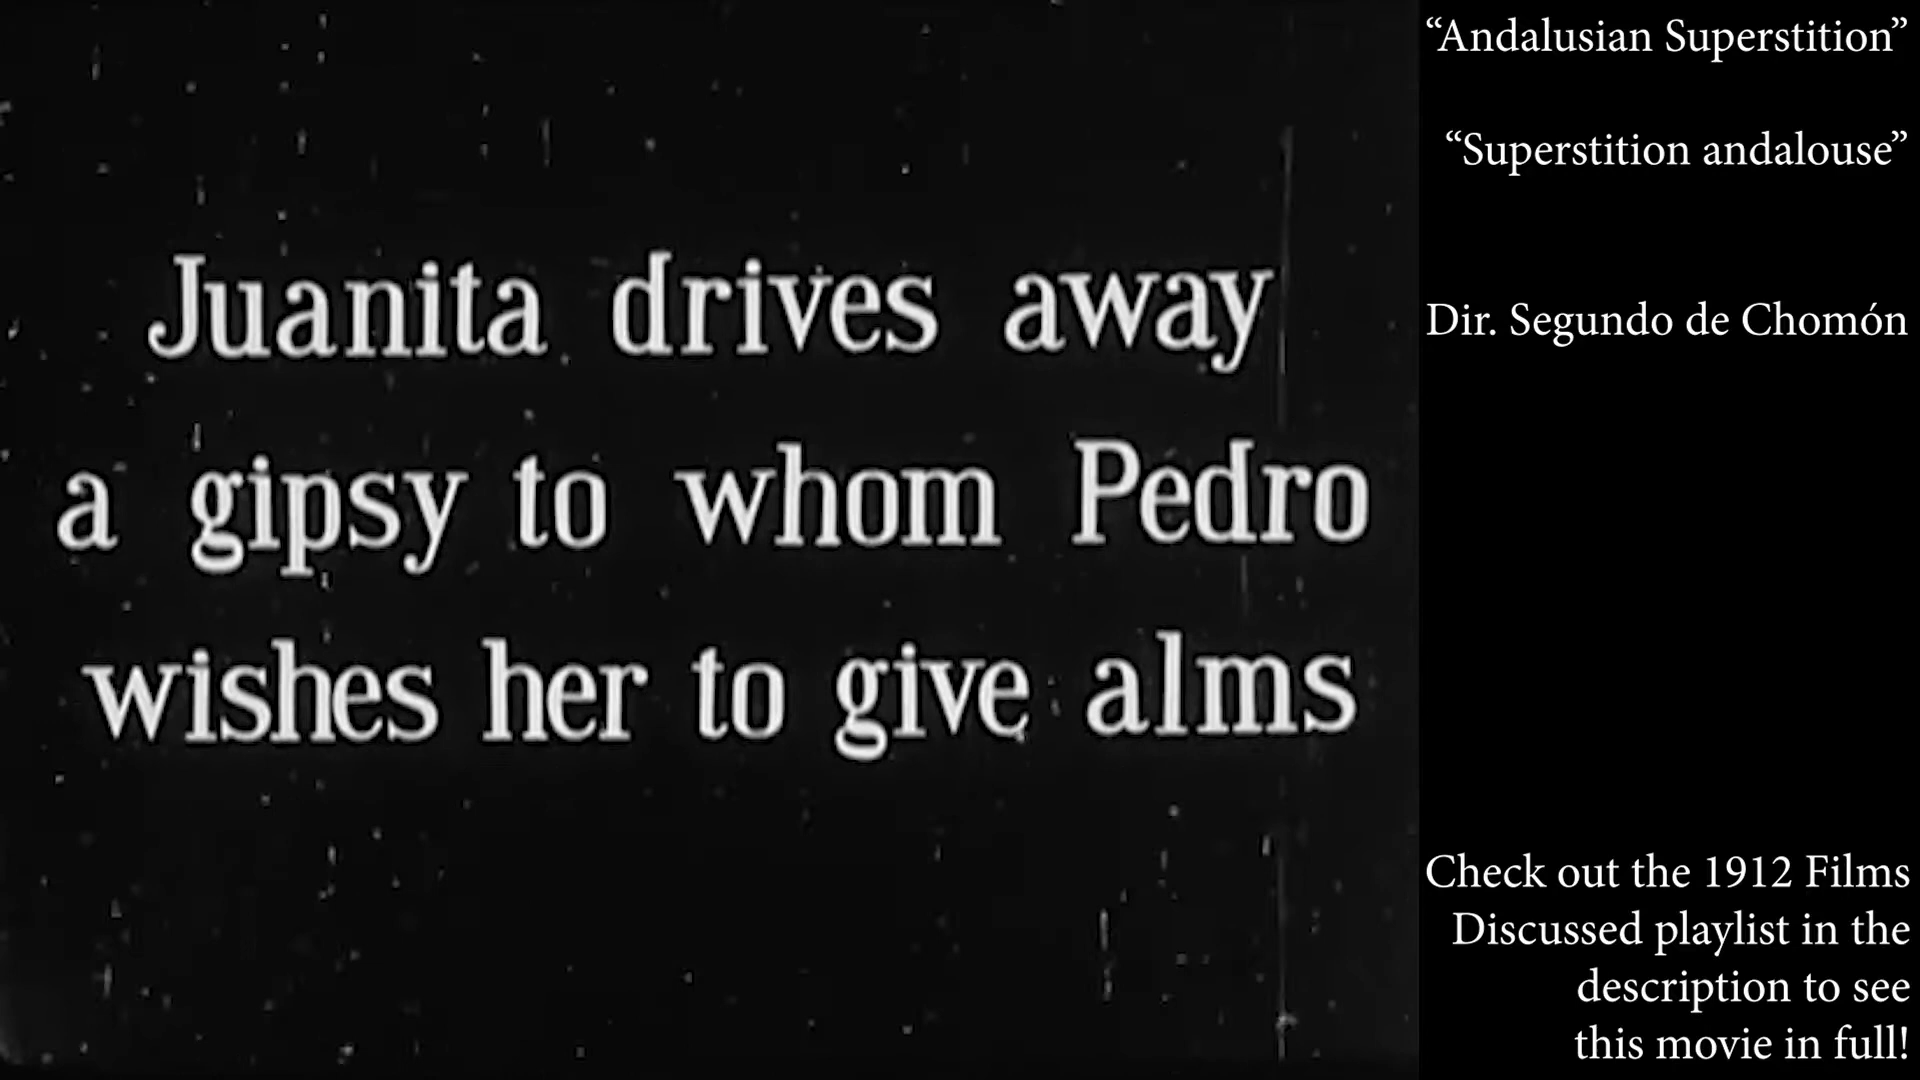 Juanita drives away
a gipsy to whom Pedro
wishes her to give alms
“Andalusian Superstition”
“Superstition andalouse”
Dir. Segundo de Chomón
Check out the 1912 Films
Discussed playlist in the
description to see
this movie in full!